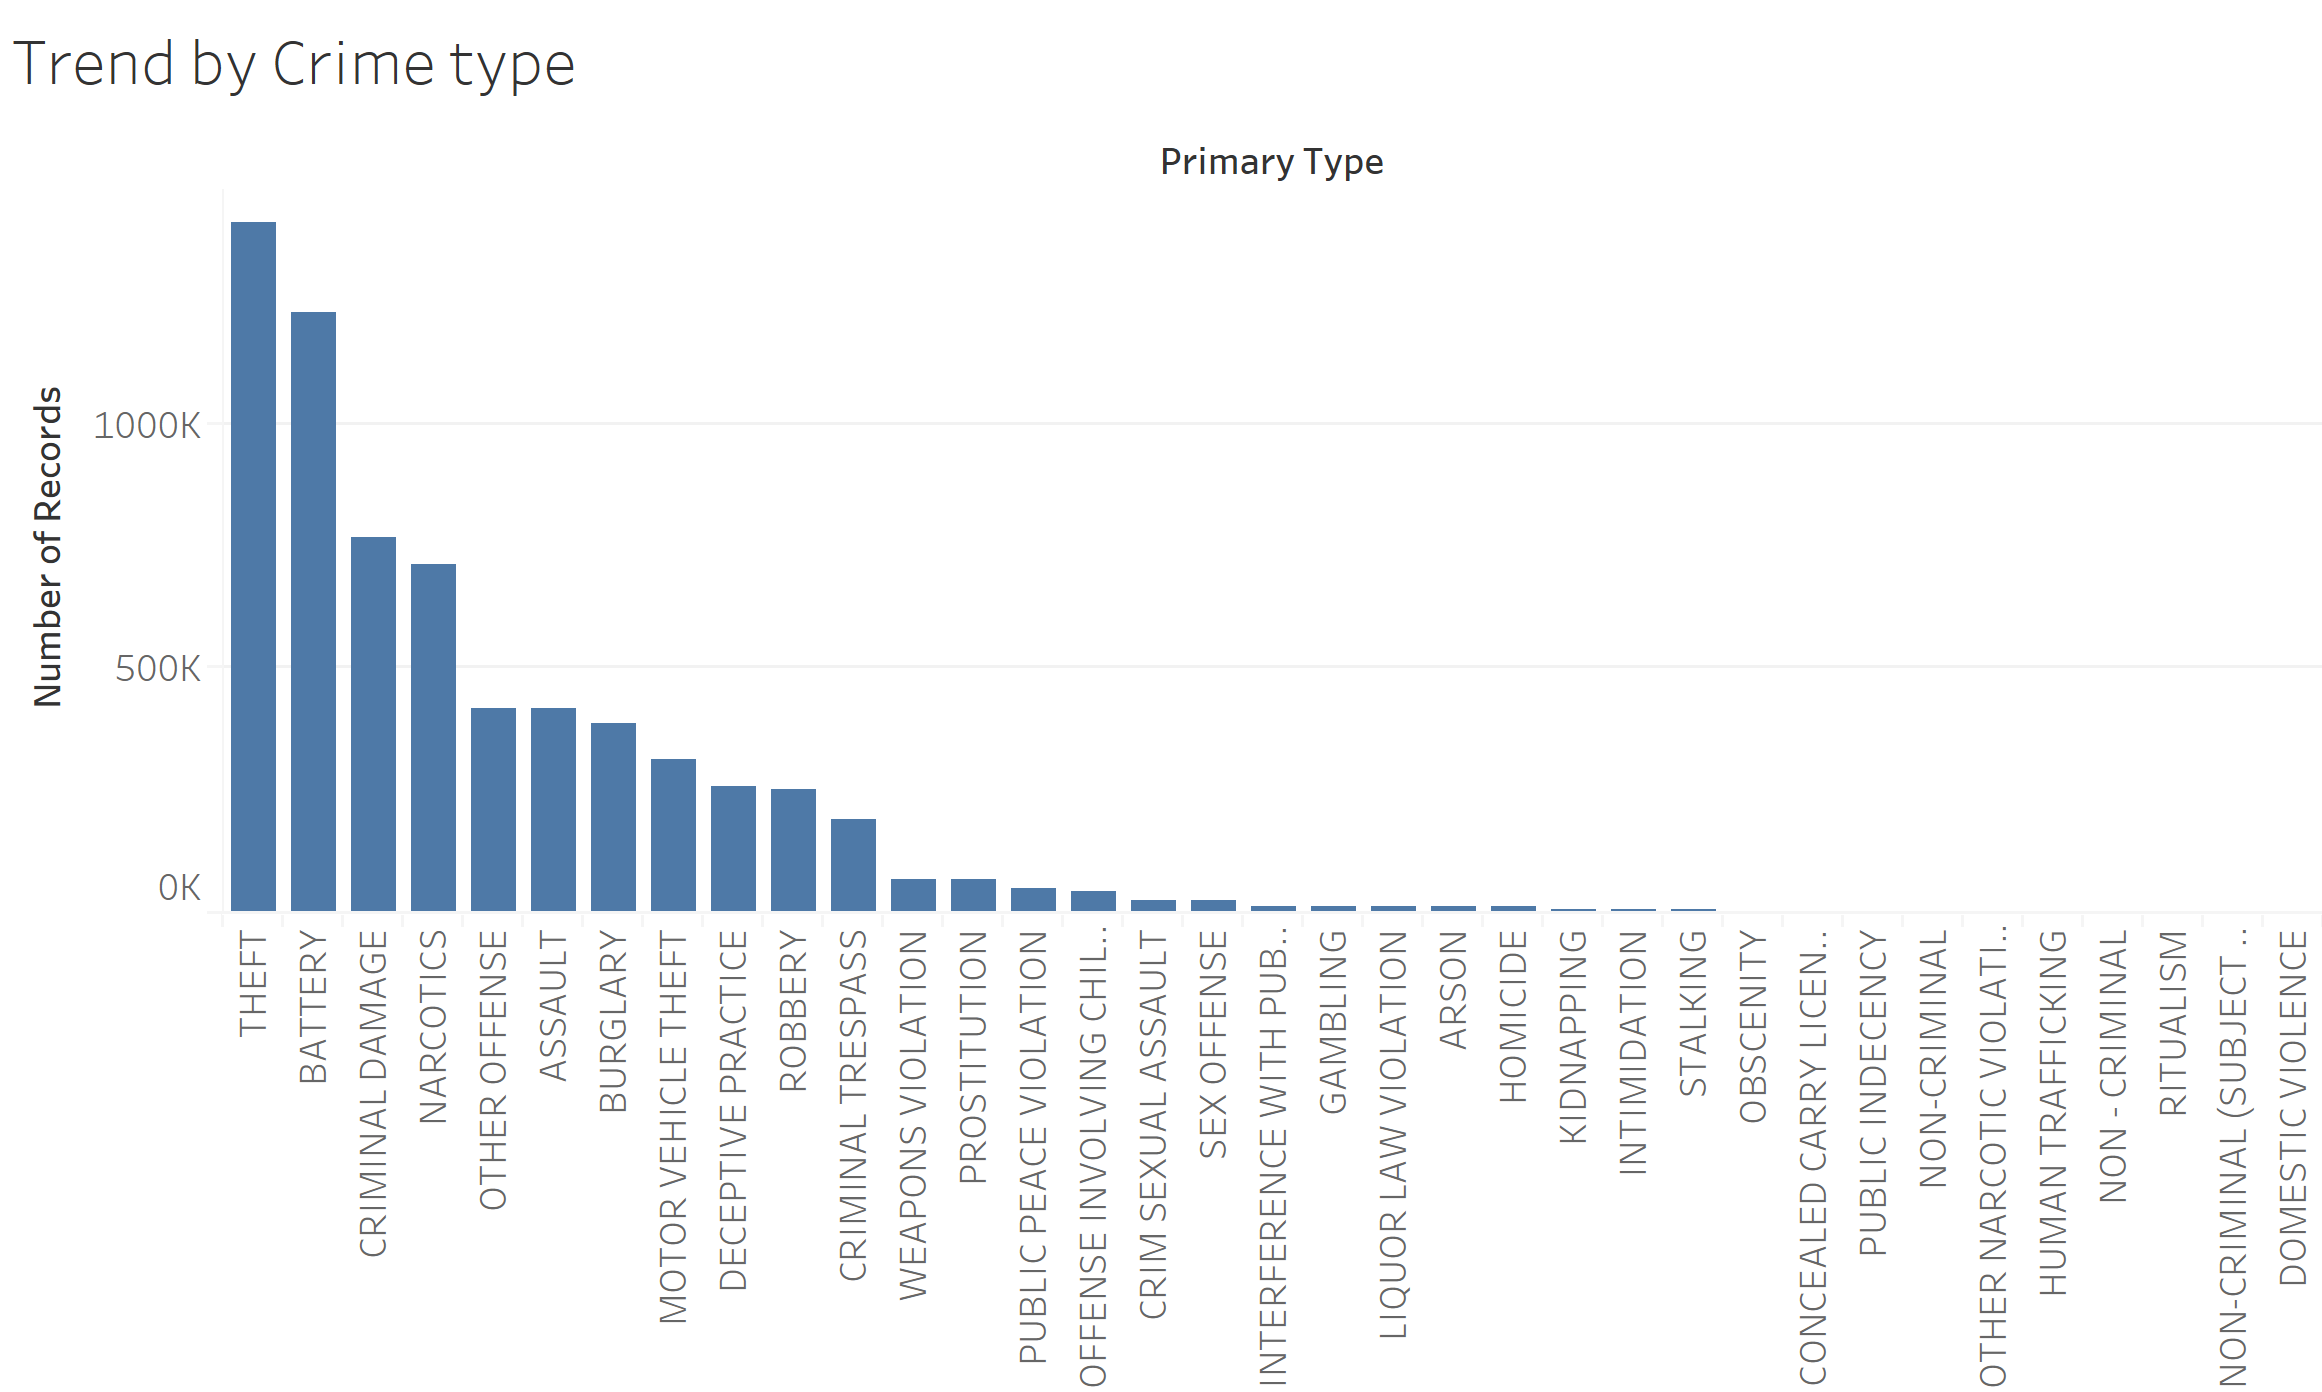 Trend by Crime type
Primary Type
Number of Records
1000K
500K
0K
THEFT
BATTERY
CRIMINAL DAMAGE
NARCOTICS
OTHER OFFENSE
ASSAULT
BURGLARY
MOTOR VEHICLE THEFT
DECEPTIVE PRACTICE
ROBBERY
CRIMINAL TRESPASS
WEAPONS VIOLATION
PROSTITUTION
PUBLIC PEACE VIOLATION
OFFENSE INVOLVING CHIL..
CRIM SEXUAL ASSAULT
SEX OFFENSE
INTERFERENCE WITH PUB..
GAMBLING
LIQUOR LAW VIOLATION
ARSON
HOMICIDE
KIDNAPPING
INTIMIDATION
STALKING
OBSCENITY
CONCEALED CARRY LICEN..
PUBLIC INDECENCY
NON-CRIMINAL
OTHER NARCOTIC VIOLATI..
HUMAN TRAFFICKING
NON - CRIMINAL
RITUALISM
NON-CRIMINAL (SUBJECT ..
DOMESTIC VIOLENCE